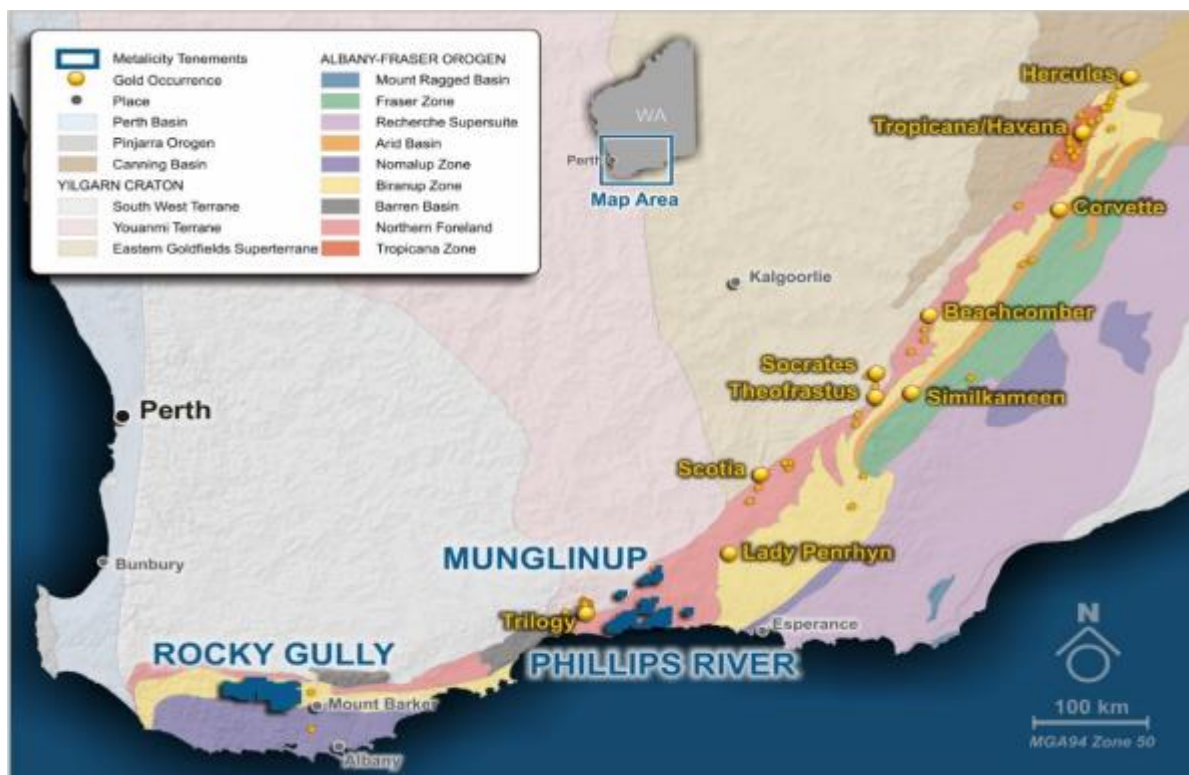 Metalicity Tenements
Gold Occurrence
Place
Perth Basin
Pinjarra Orogen
Canning Basin
YILGARN CRATON
South West Terrane
Youanmi Terrane
Eastern Goldfields Superterrane
ALBANY-FRASER OROGEN
Mount Ragged Basin
Fraser Zone
Recherche Supersuite
Arid Basin
Nomalup Zone
Biranup Zone
Barren Basin
Northern Foreland
Tropicana Zone
WA
Perth
Map Area
Hercules
Tropicana/Havana
Corvette
Kalgoorlie
Beachcomber
Socrates
Theofrastus
Similkameen
Perth
Scotia
MUNGLINUP
Lady Penrhyn
Bunbury
Trilogy
Esperance
ROCKY GULLY
PHILLIPS RIVER
Mount Barker
Albany
N
100 km
MGA94 Zone 50